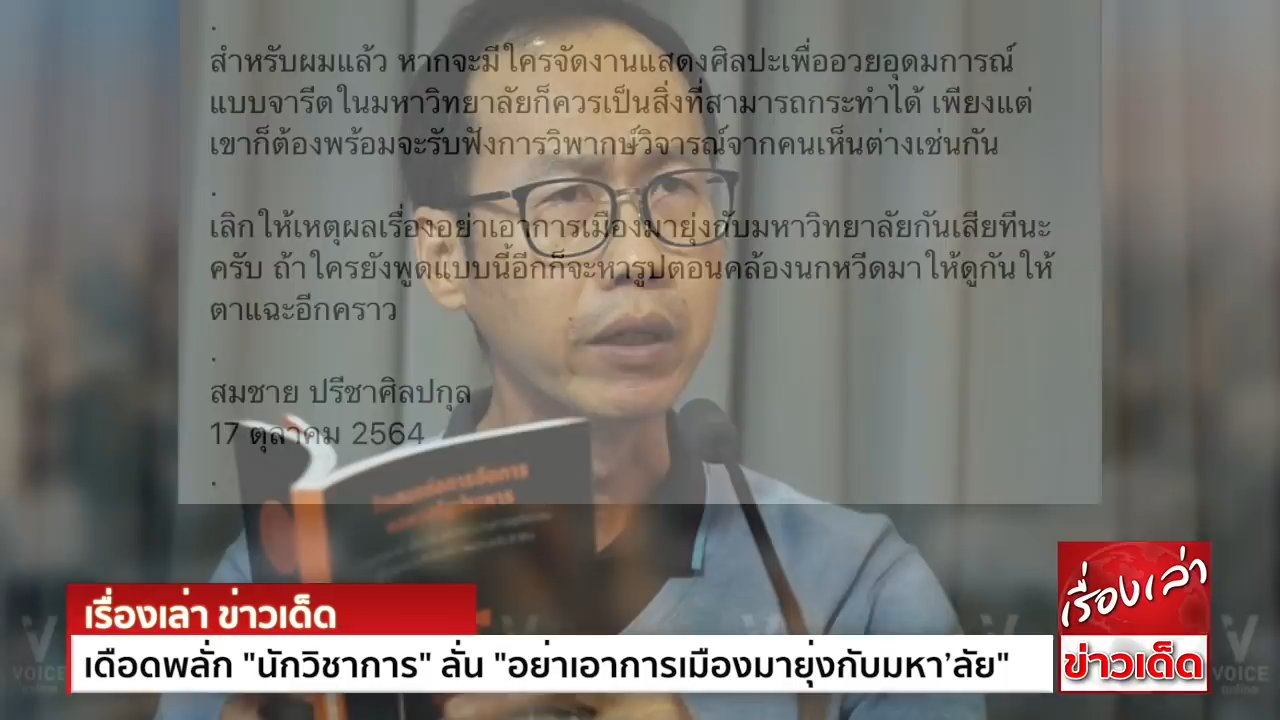 .
สำหรับผมแล้ว หากจะมีใครจัดงานแสดงศิลปะเพื่ออวยอุดมการณ์
แบบจารีตในมหาวิทยาลัยก็ควรเป็นสิ่งที่สามารถกระทำได้ เพียงแต่
เขาก็ต้องพร้อมจะรับฟังการวิพากษ์วิจารณ์จากคนเห็นต่างเช่นกัน
.
เลิกให้เหตุผลเรื่องอย่าเอาการเมืองมายุ่งกับมหาวิทยาลัยกันเสียทีนะ
ครับ ถ้าใครยังพูดแบบนี้อีกก็จะหารูปตอนคล้องนกหวีดมาให้ดูกันให้
ตาแฉะอีกคราว
.
สมชาย ปรีชาศิลปกุล
17 ตุลาคม 2564
.
เรื่องเล่า ข่าวเด็ด
เดือดพลั่ก "นักวิชาการ" ลั่น "อย่าเอาการเมืองมายุ่งกับมหา’ลัย"
เรื่องเล่า
ข่าวเด็ด
VOICE
VOICE
online